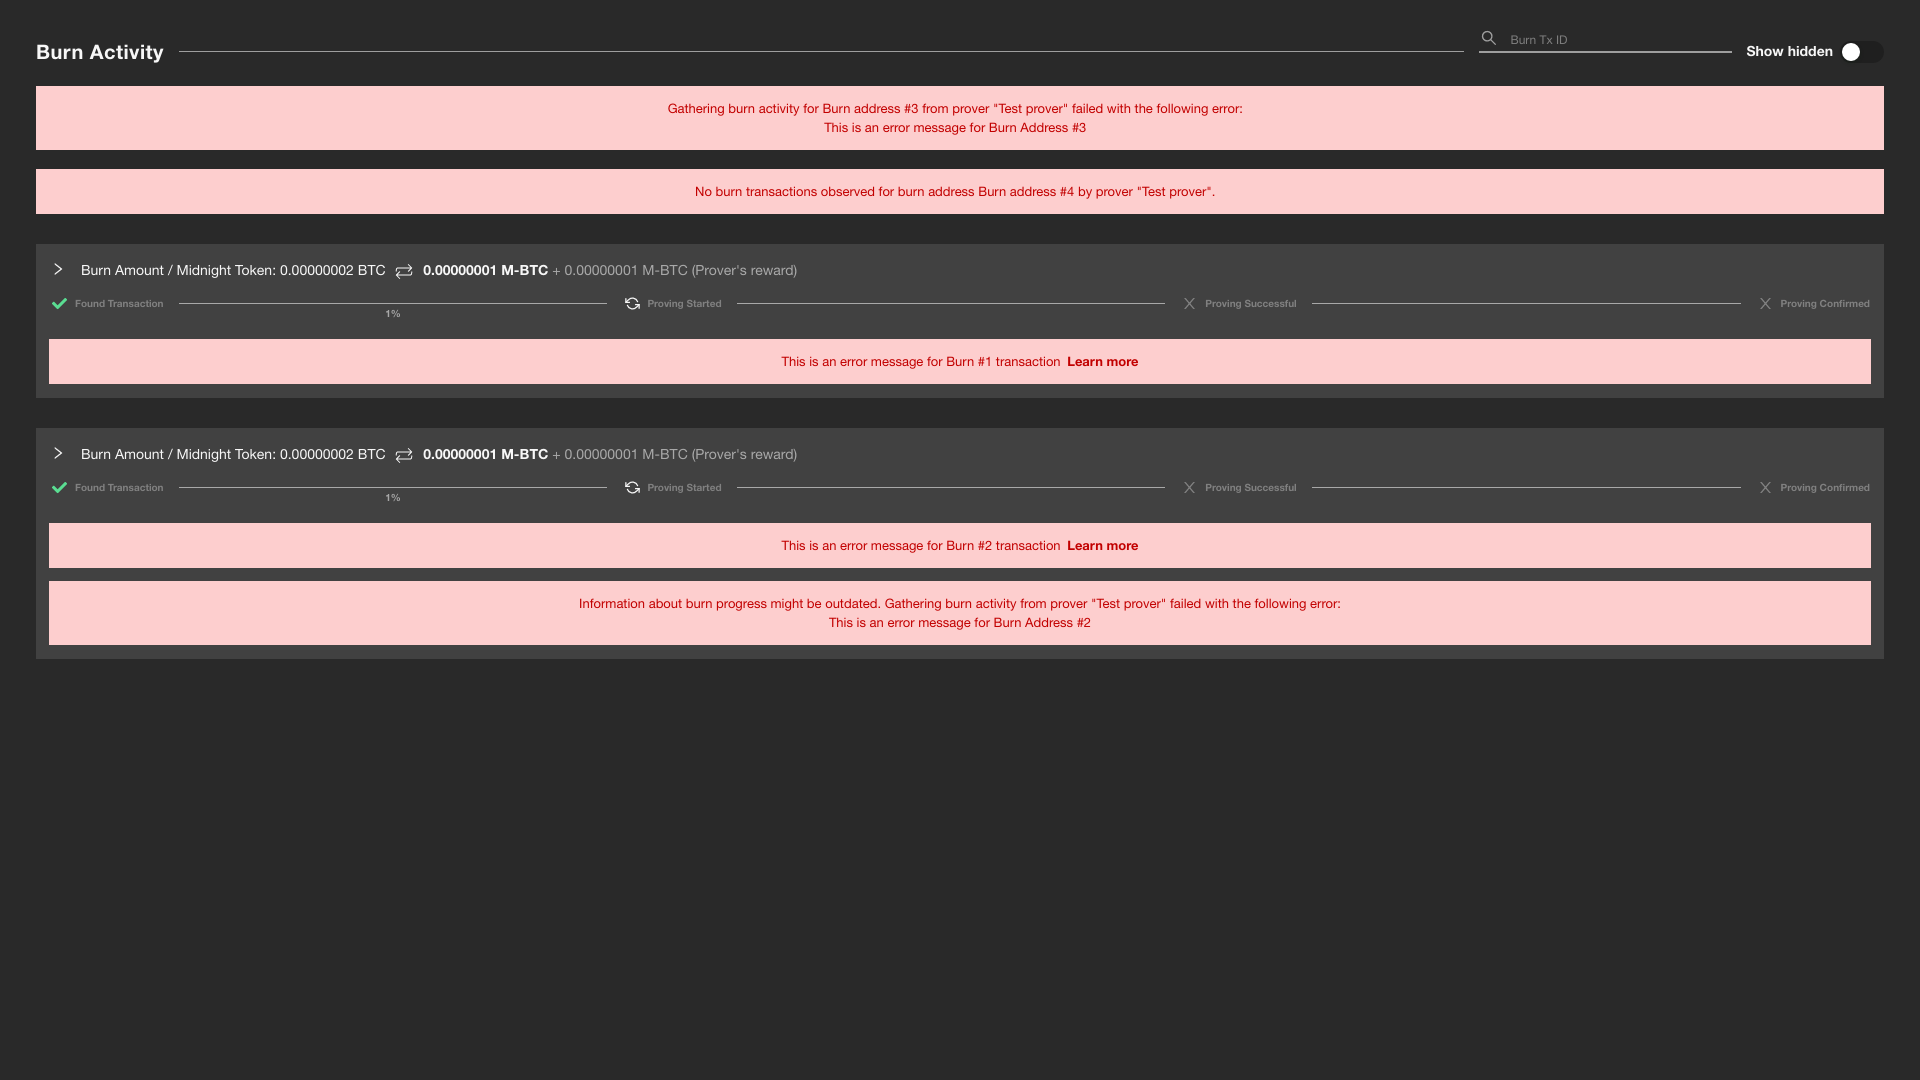 Burn Activity
Burn Tx ID
Show hidden
Gathering burn activity for Burn address #3 from prover "Test prover" failed with the following error:
This is an error message for Burn Address #3
No burn transactions observed for burn address Burn address #4 by prover "Test prover".
Burn Amount / Midnight Token: 0.00000002 BTC 0.00000001 M-BTC + 0.00000001 M-BTC (Prover's reward)
Found Transaction Proving Started Proving Successful Proving Confirmed
1%
This is an error message for Burn #1 transaction Learn more
Burn Amount / Midnight Token: 0.00000002 BTC 0.00000001 M-BTC + 0.00000001 M-BTC (Prover's reward)
Found Transaction Proving Started Proving Successful Proving Confirmed
1%
This is an error message for Burn #2 transaction Learn more
Information about burn progress might be outdated. Gathering burn activity from prover "Test prover" failed with the following error:
This is an error message for Burn Address #2